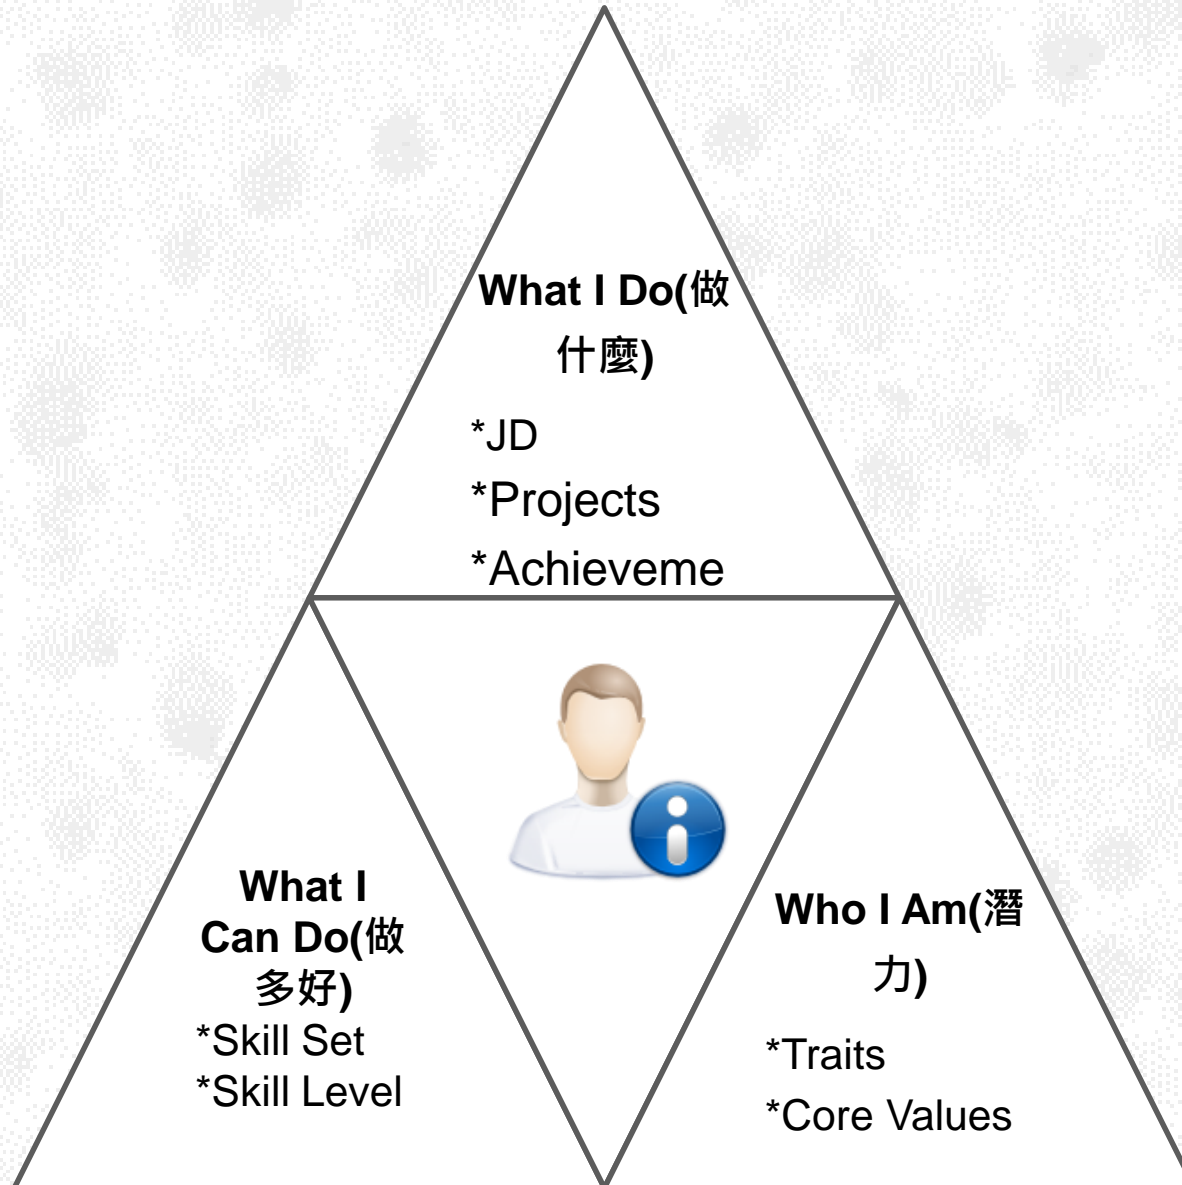 What I Do(做
什麼)
*JD
*Projects
*Achieveme
What I
Can Do(做
多好)
*Skill Set
*Skill Level
Who I Am(潛
力)
*Traits
*Core Values